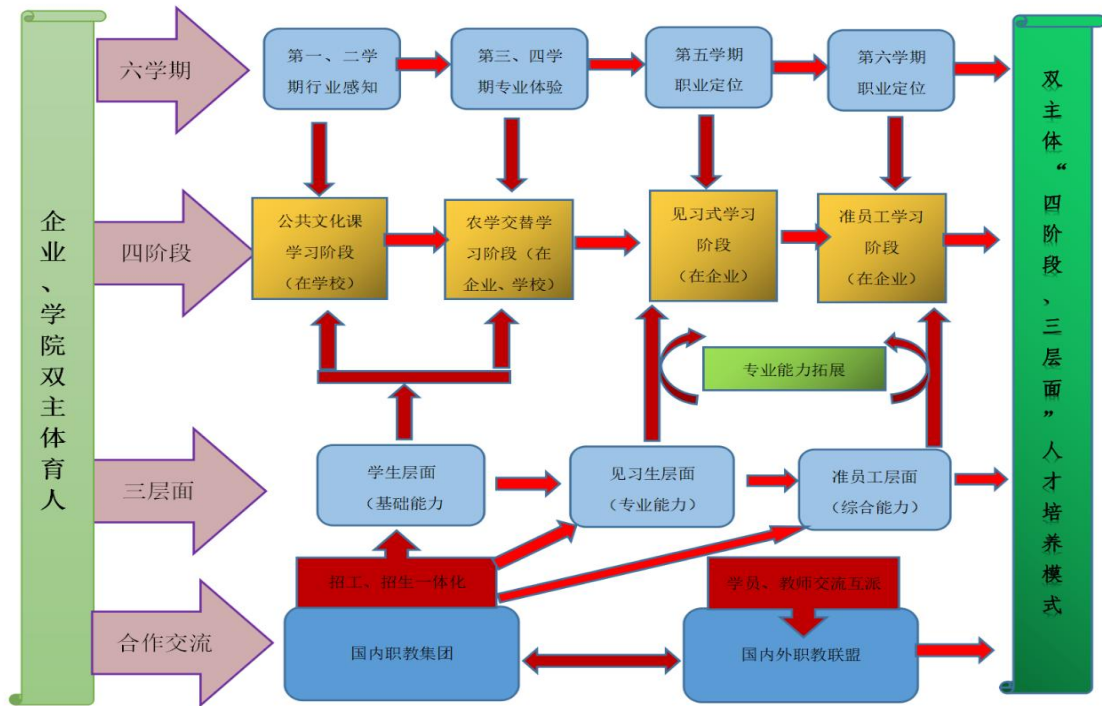 企业、学院双主体育人
六学期
第一、二学
期行业感知
第三、四学
期专业体验
第五学期
职业定位
第六学期
职业定位
四阶段
公共文化课
学习阶段
（在学校）
农学交替学
习阶段（在
企业、学校）
见习式学习
阶段
（在企业）
准员工学习
阶段
（在企业）
专业能力拓展
三层面
学生层面
（基础能力
见习生层面
（专业能力）
准员工层面
（综合能力）
招工、招生一体化
学员、教师交流互派
合作交流
国内职教集团
国内外职教联盟
双主体“四阶段、三层面”人才培养模式